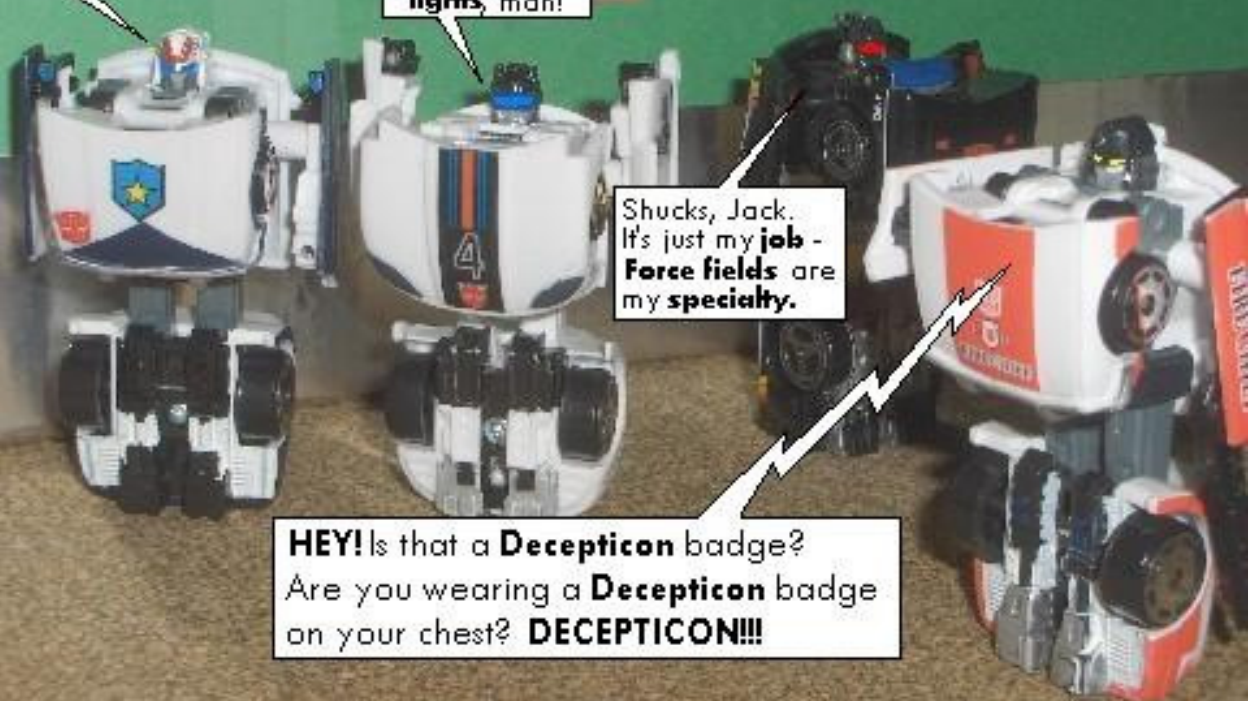 man!
Shucks, Jack.
It's just my job -
Force fields are
my specialty.
4
HEY! Is that a Decepticon badge?
Are you wearing a Decepticon badge
on your chest? DECEPTICON!!!